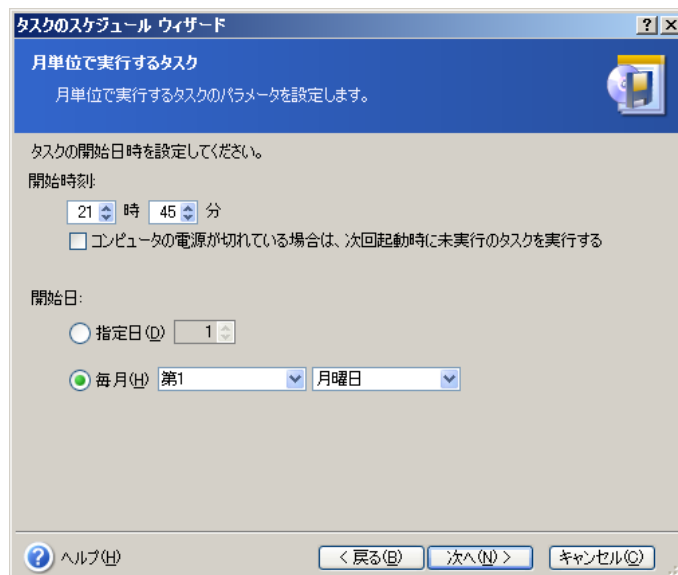 タスクのスケジュール ウィザード
月単位で実行するタスク
月単位で実行するタスクのパラメータを設定します。
タスクの開始日時を設定してください。
開始時刻:
21 時 45 分
コンピュータの電源が切れている場合は、次回起動時に未実行のタスクを実行する
開始日:
指定日(D) 1
毎月(H) 第1 月曜日
ヘルプ(H) < 戻る(B) 次へ(N) > キャンセル(C)